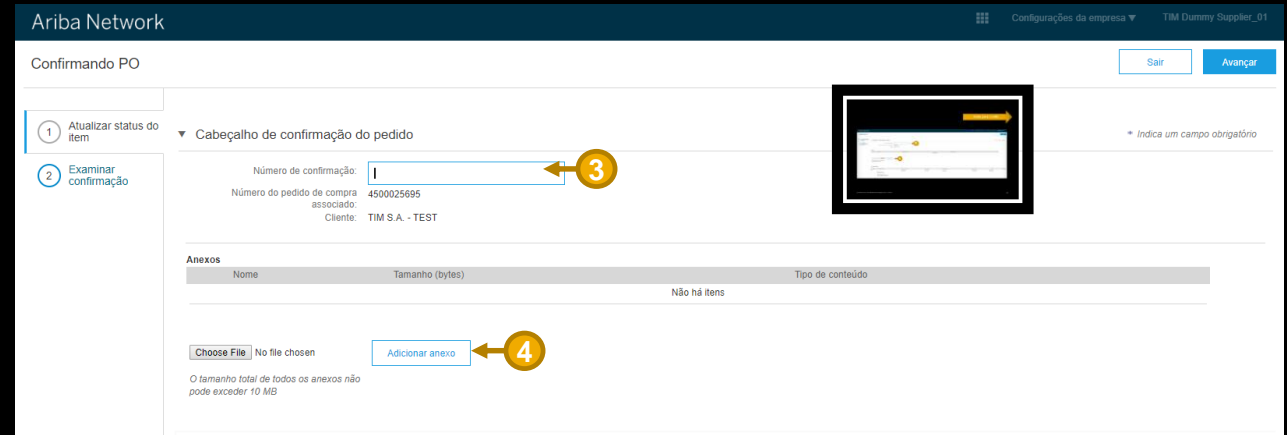 Ariba Network
Configurações da empresa ▼
TIM Dummy Supplier_01
Confirmando PO
Sair
Avançar
1 Atualizar status do
item
2 Examinar
confirmação
▼ Cabeçalho de confirmação do pedido
* Indica um campo obrigatório
Número de confirmação:
3
Número do pedido de compra
associado:
4500025695
Cliente: TIM S.A. - TEST
Anexos
Nome Tamanho (bytes) Tipo de conteúdo
Não há itens
Choose File No file chosen
Adicionar anexo
4
O tamanho total de todos os anexos não
pode exceder 10 MB